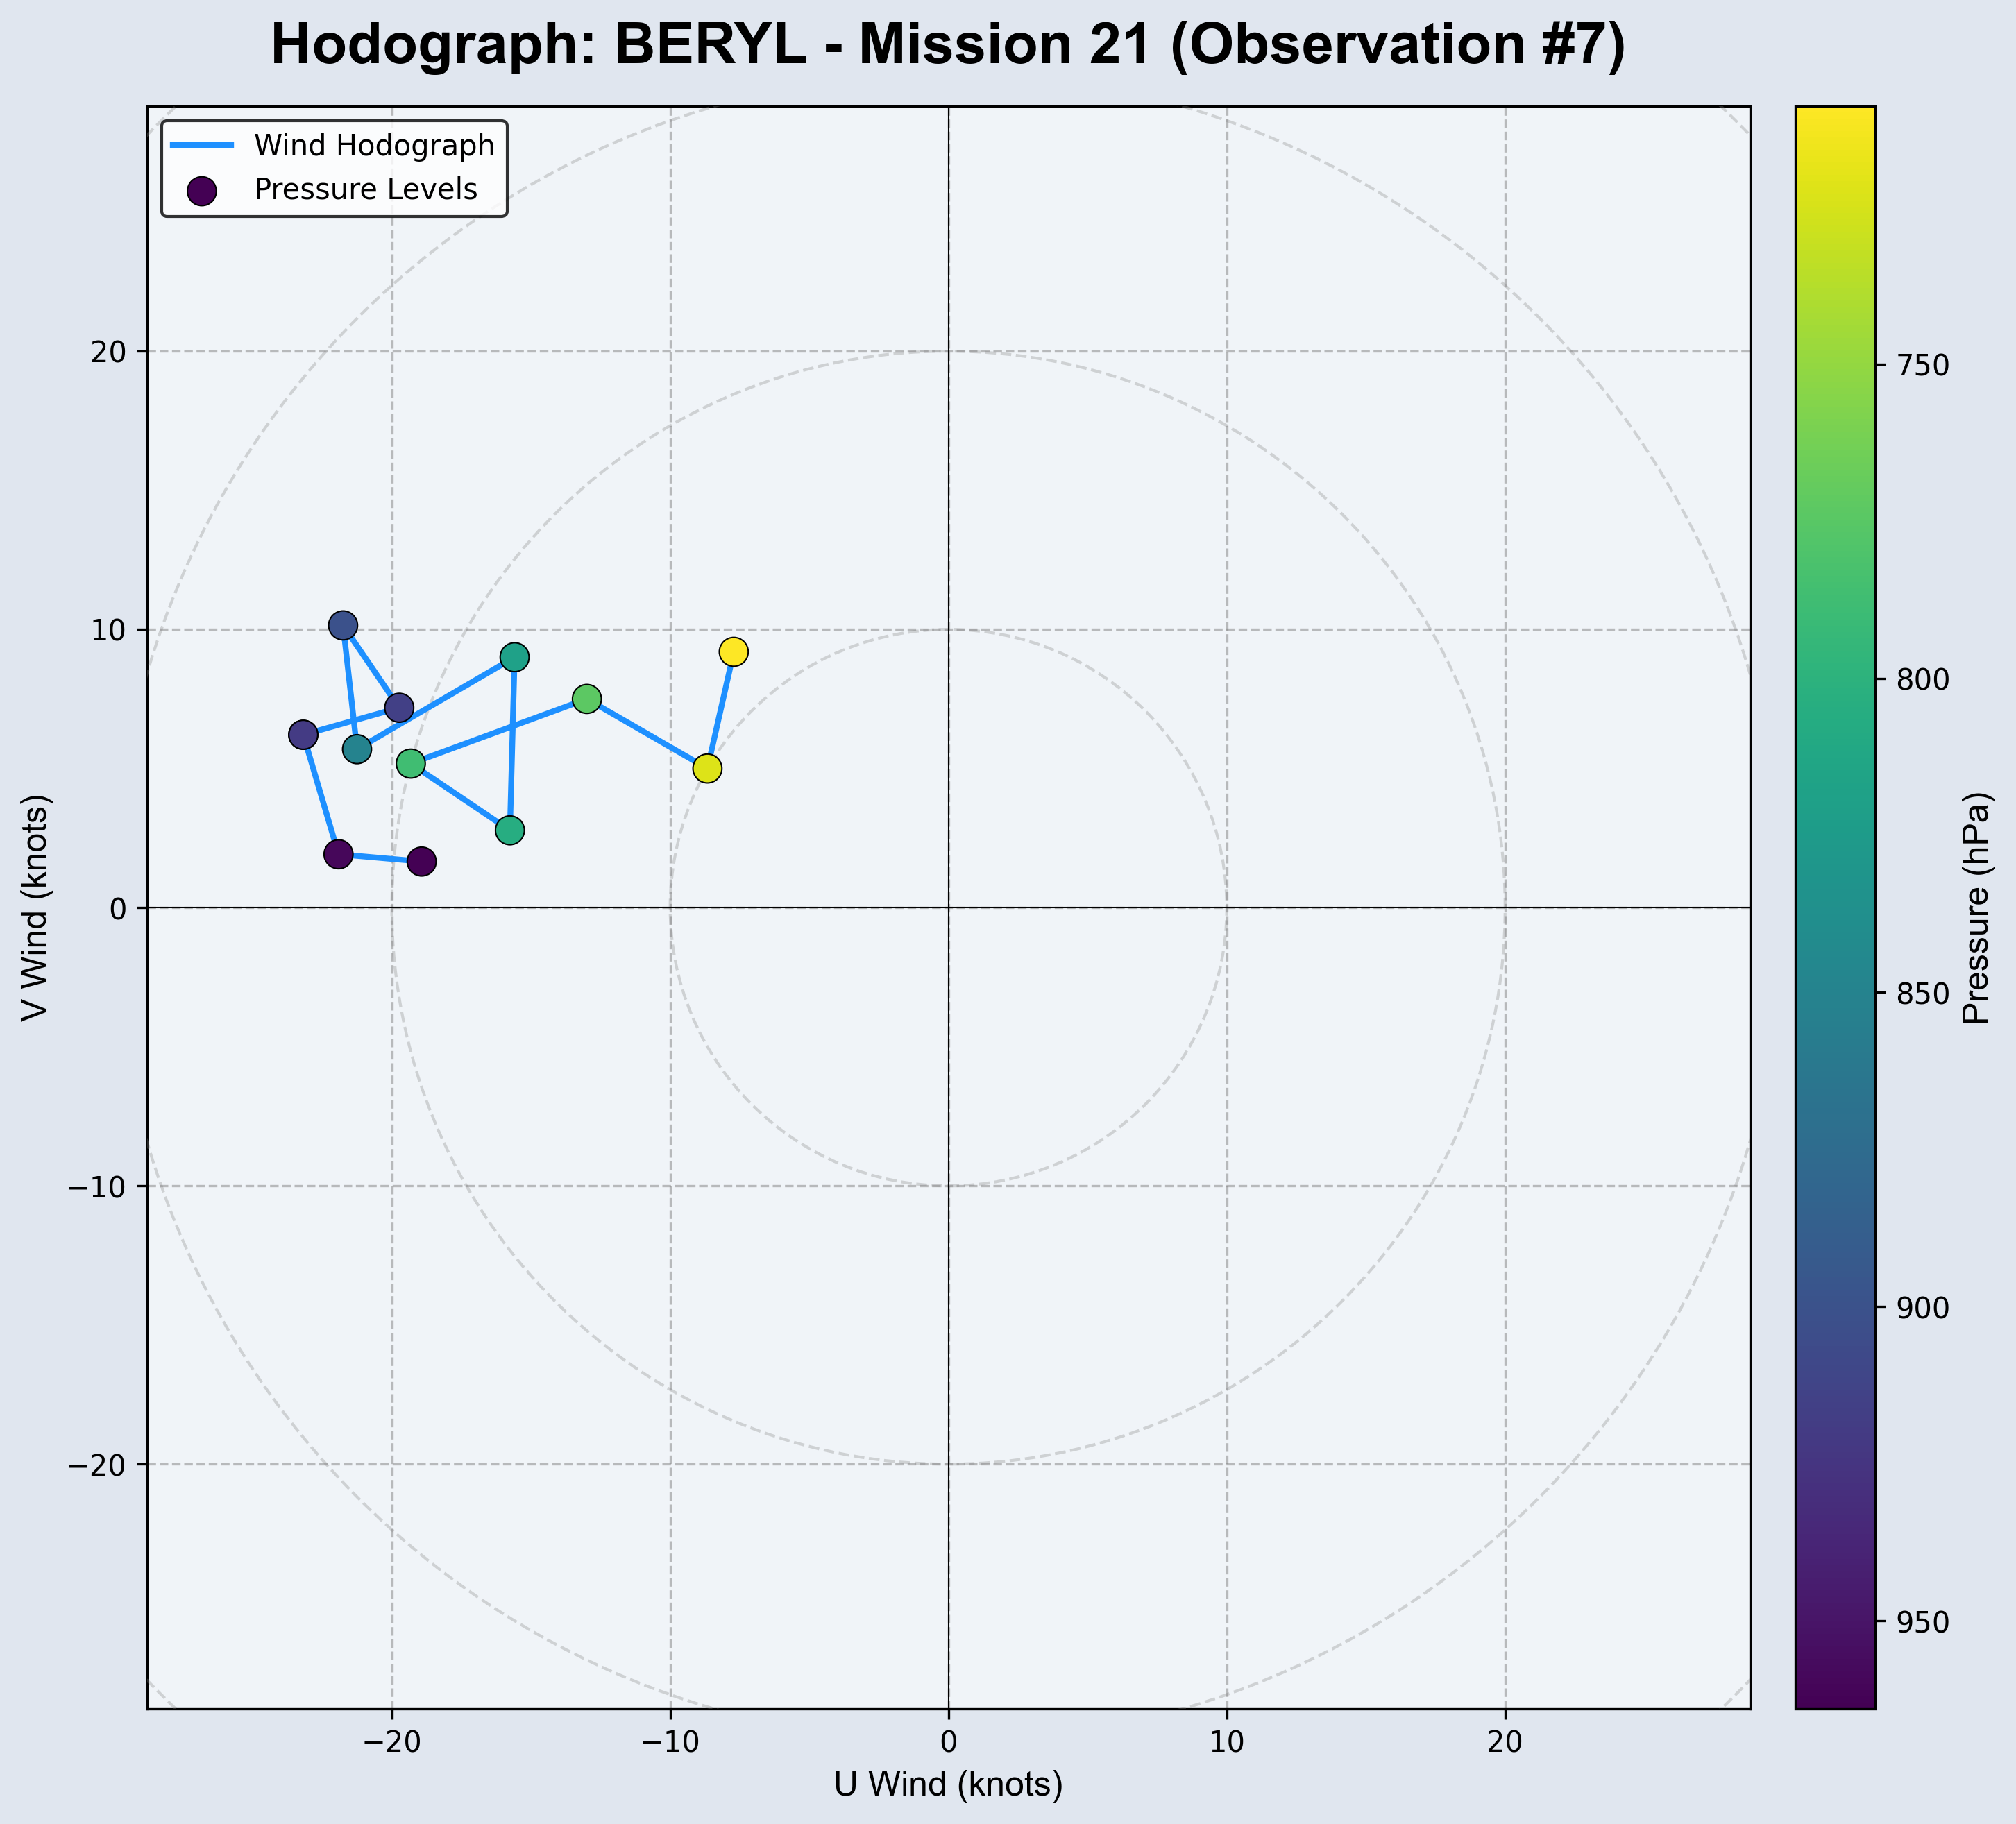 Hodograph: BERYL - Mission 21 (Observation #7)
Wind Hodograph
Pressure Levels
20
10
0
−10
−20
V Wind (knots)
−20
−10
0
10
20
U Wind (knots)
750
800
850
900
950
Pressure (hPa)